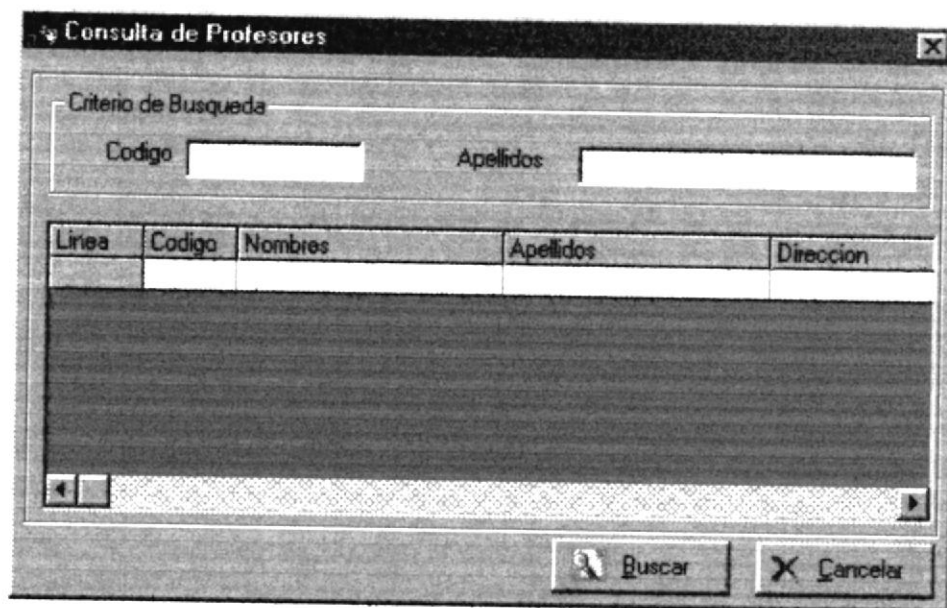 Consulta de Profesores
Criterio de Busqueda
Codigo Apellidos
Linea Codigo Nombres Apellidos Direccion
Buscar Cancelar